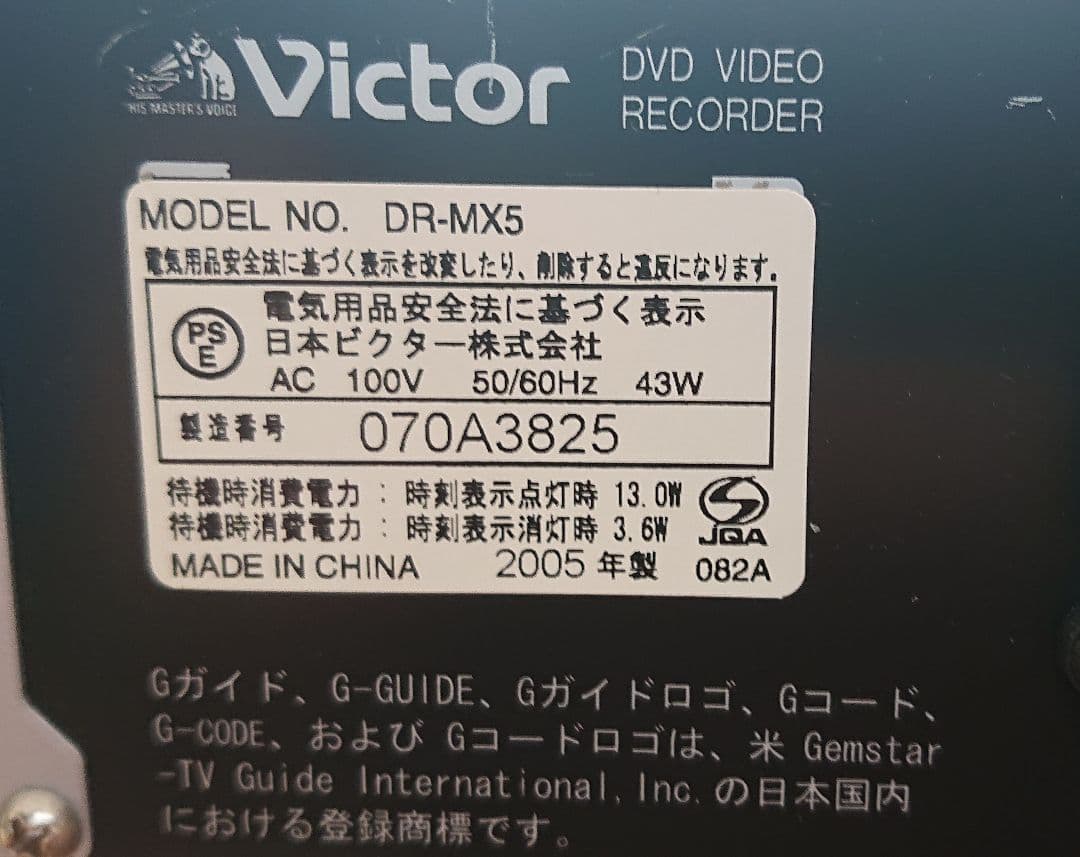 HIS MASTER'S VOICE
Victor
DVD VIDEO
RECORDER
MODEL NO. DR-MX5
電気用品安全法に基づく表示を改変したり、削除すると違反になります。
PS
E
電気用品安全法に基づく表示
日本ビクター株式会社
AC 100V 50/60Hz 43W
製造番号 070A3825
待機時消費電力 : 時刻表示点灯時 13.0W
待機時消費電力 : 時刻表示消灯時 3.6W
JQA
MADE IN CHINA 2005 年製 082A
Gガイド、G-GUIDE、Gガイドロゴ、Gコード、
G-CODE、および Gコードロゴは、米 Gemstar
-TV Guide International, Inc. の日本国内
における登録商標です。